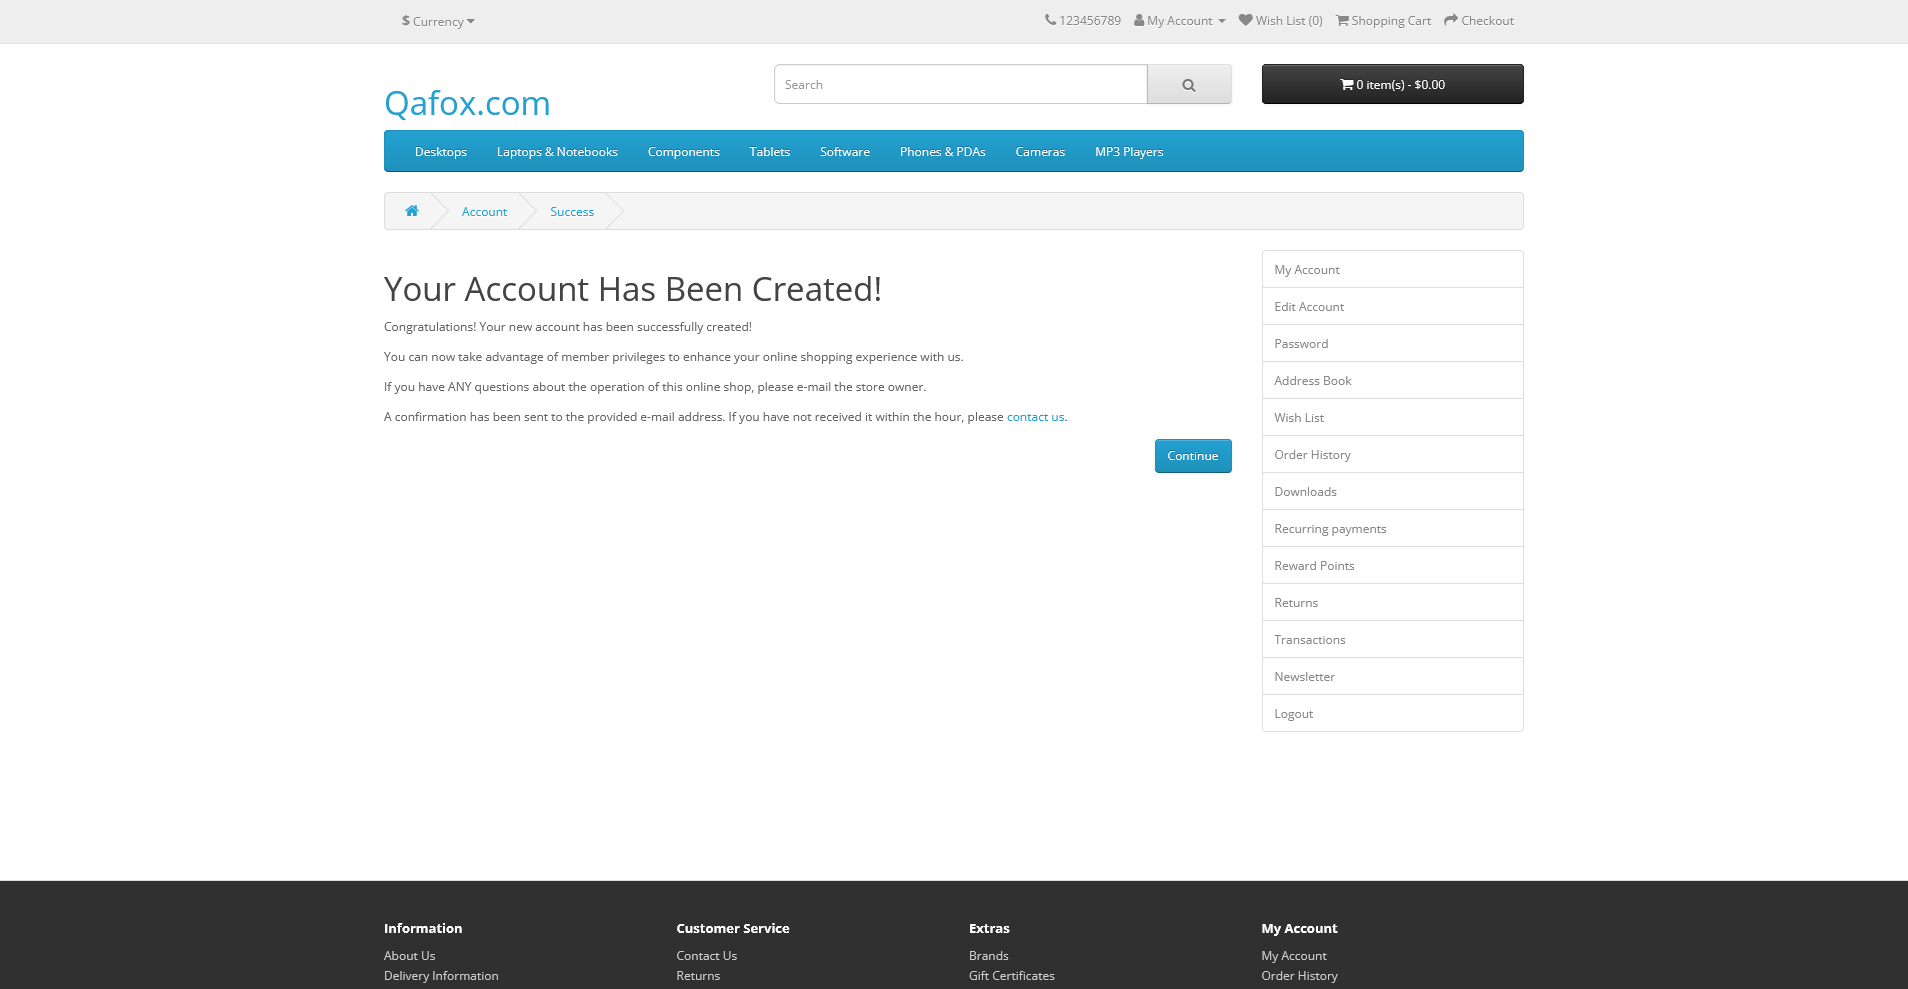 $ Currency
123456789 My Account Wish List (0) Shopping Cart Checkout
Qafox.com
Search
0 item(s) - $0.00
Desktops Laptops & Notebooks Components Tablets Software Phones & PDAs Cameras MP3 Players
Account Success
Your Account Has Been Created!
Congratulations! Your new account has been successfully created!
You can now take advantage of member privileges to enhance your online shopping experience with us.
If you have ANY questions about the operation of this online shop, please e-mail the store owner.
A confirmation has been sent to the provided e-mail address. If you have not received it within the hour, please contact us.
Continue
My Account
Edit Account
Password
Address Book
Wish List
Order History
Downloads
Recurring payments
Reward Points
Returns
Transactions
Newsletter
Logout
Information
About Us
Delivery Information
Customer Service
Contact Us
Returns
Extras
Brands
Gift Certificates
My Account
My Account
Order History